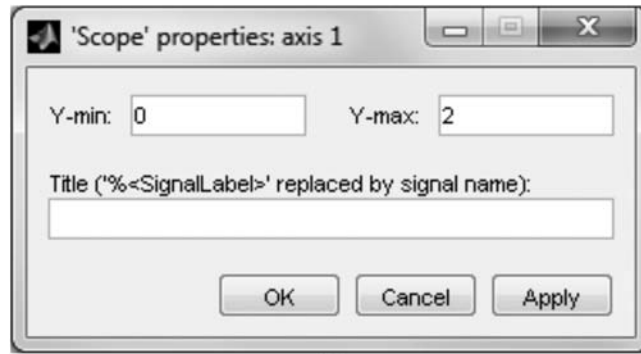 'Scope' properties: axis 1
Y-min: 0 Y-max: 2
Title ('%<SignalLabel>' replaced by signal name):
OK Cancel Apply